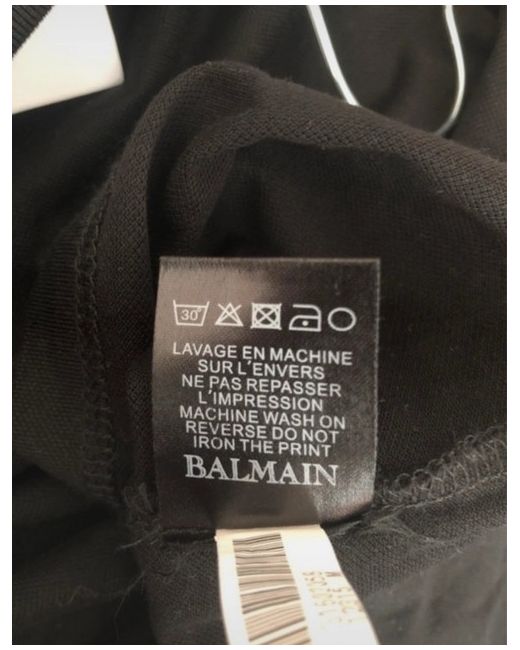 30°
LAVAGE EN MACHINE
SUR L'ENVERS
NE PAS REPASSER
L'IMPRESSION
MACHINE WASH ON
REVERSE DO NOT
IRON THE PRINT
BALMAIN